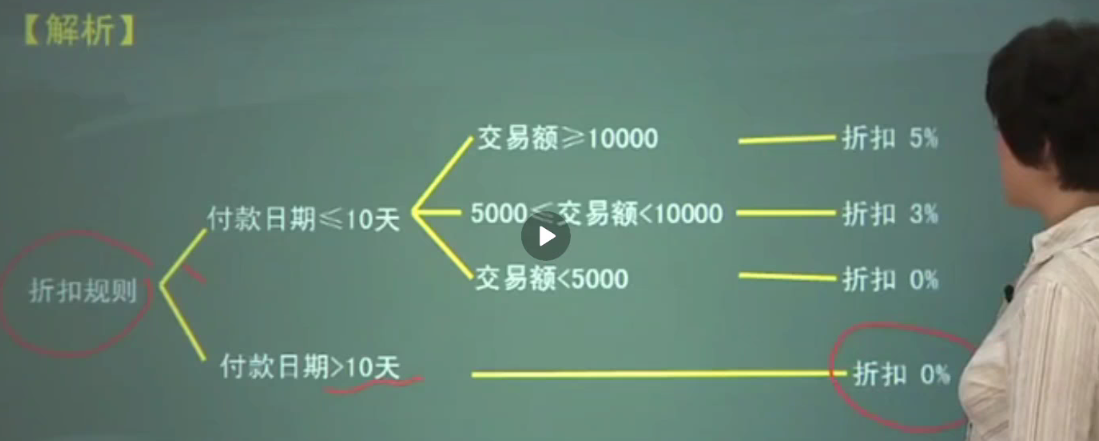 【解析】
交易额≥10000 折扣 5%
付款日期≤10天 5000≤交易额<10000 折扣 3%
交易额<5000 折扣 0%
折扣规则
付款日期>10天 折扣 0%